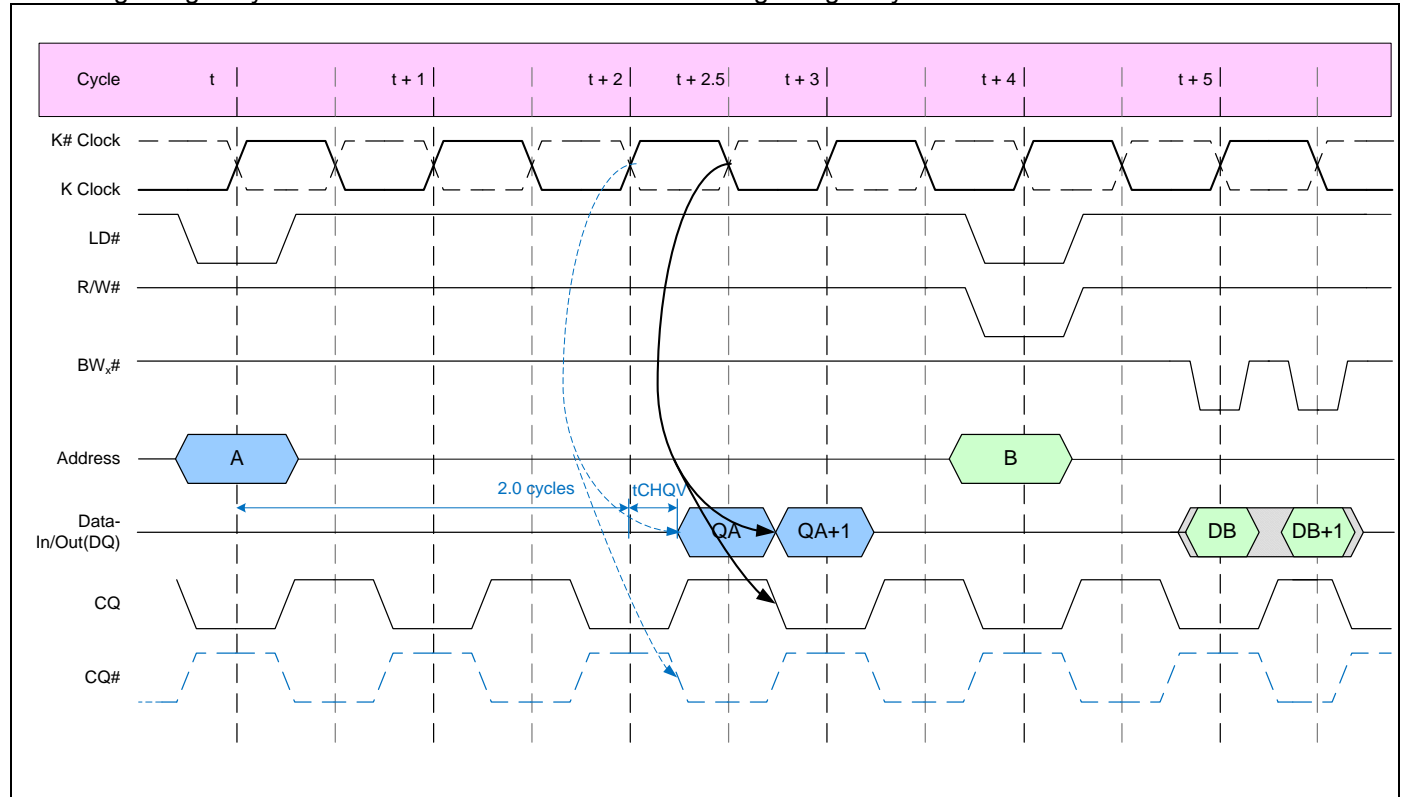 Cycle t t + 1 t + 2 t + 2.5 t + 3 t + 4 t + 5
K# Clock
K Clock
LD#
R/W#
BWx#
Address A B
2.0 cycles tCHQV
Data-
In/Out(DQ) QA QA+1 DB DB+1
CQ
CQ#